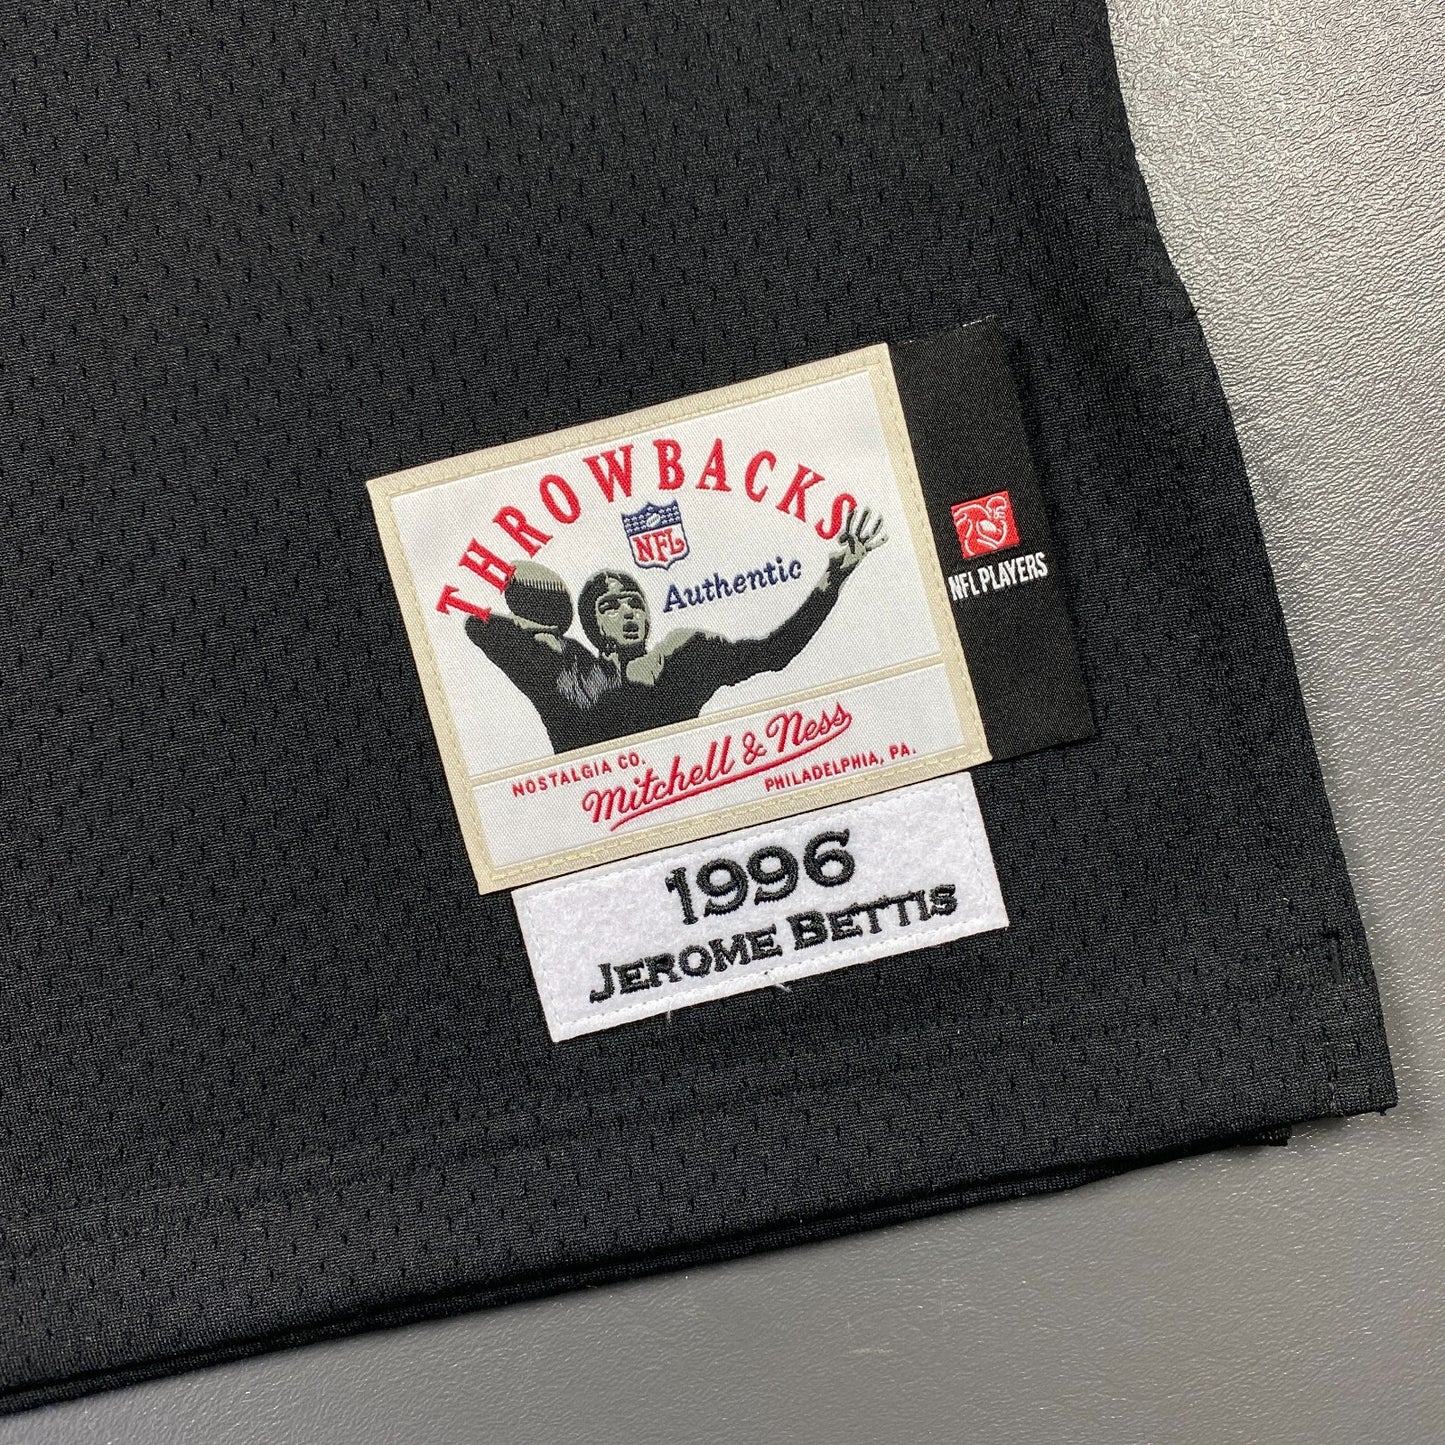 THROWBACKS
NFL
Authentic
NFL PLAYERS
NOSTALGIA CO.
Mitchell & Ness
PHILADELPHIA, PA.
1996
JEROME BETTIS